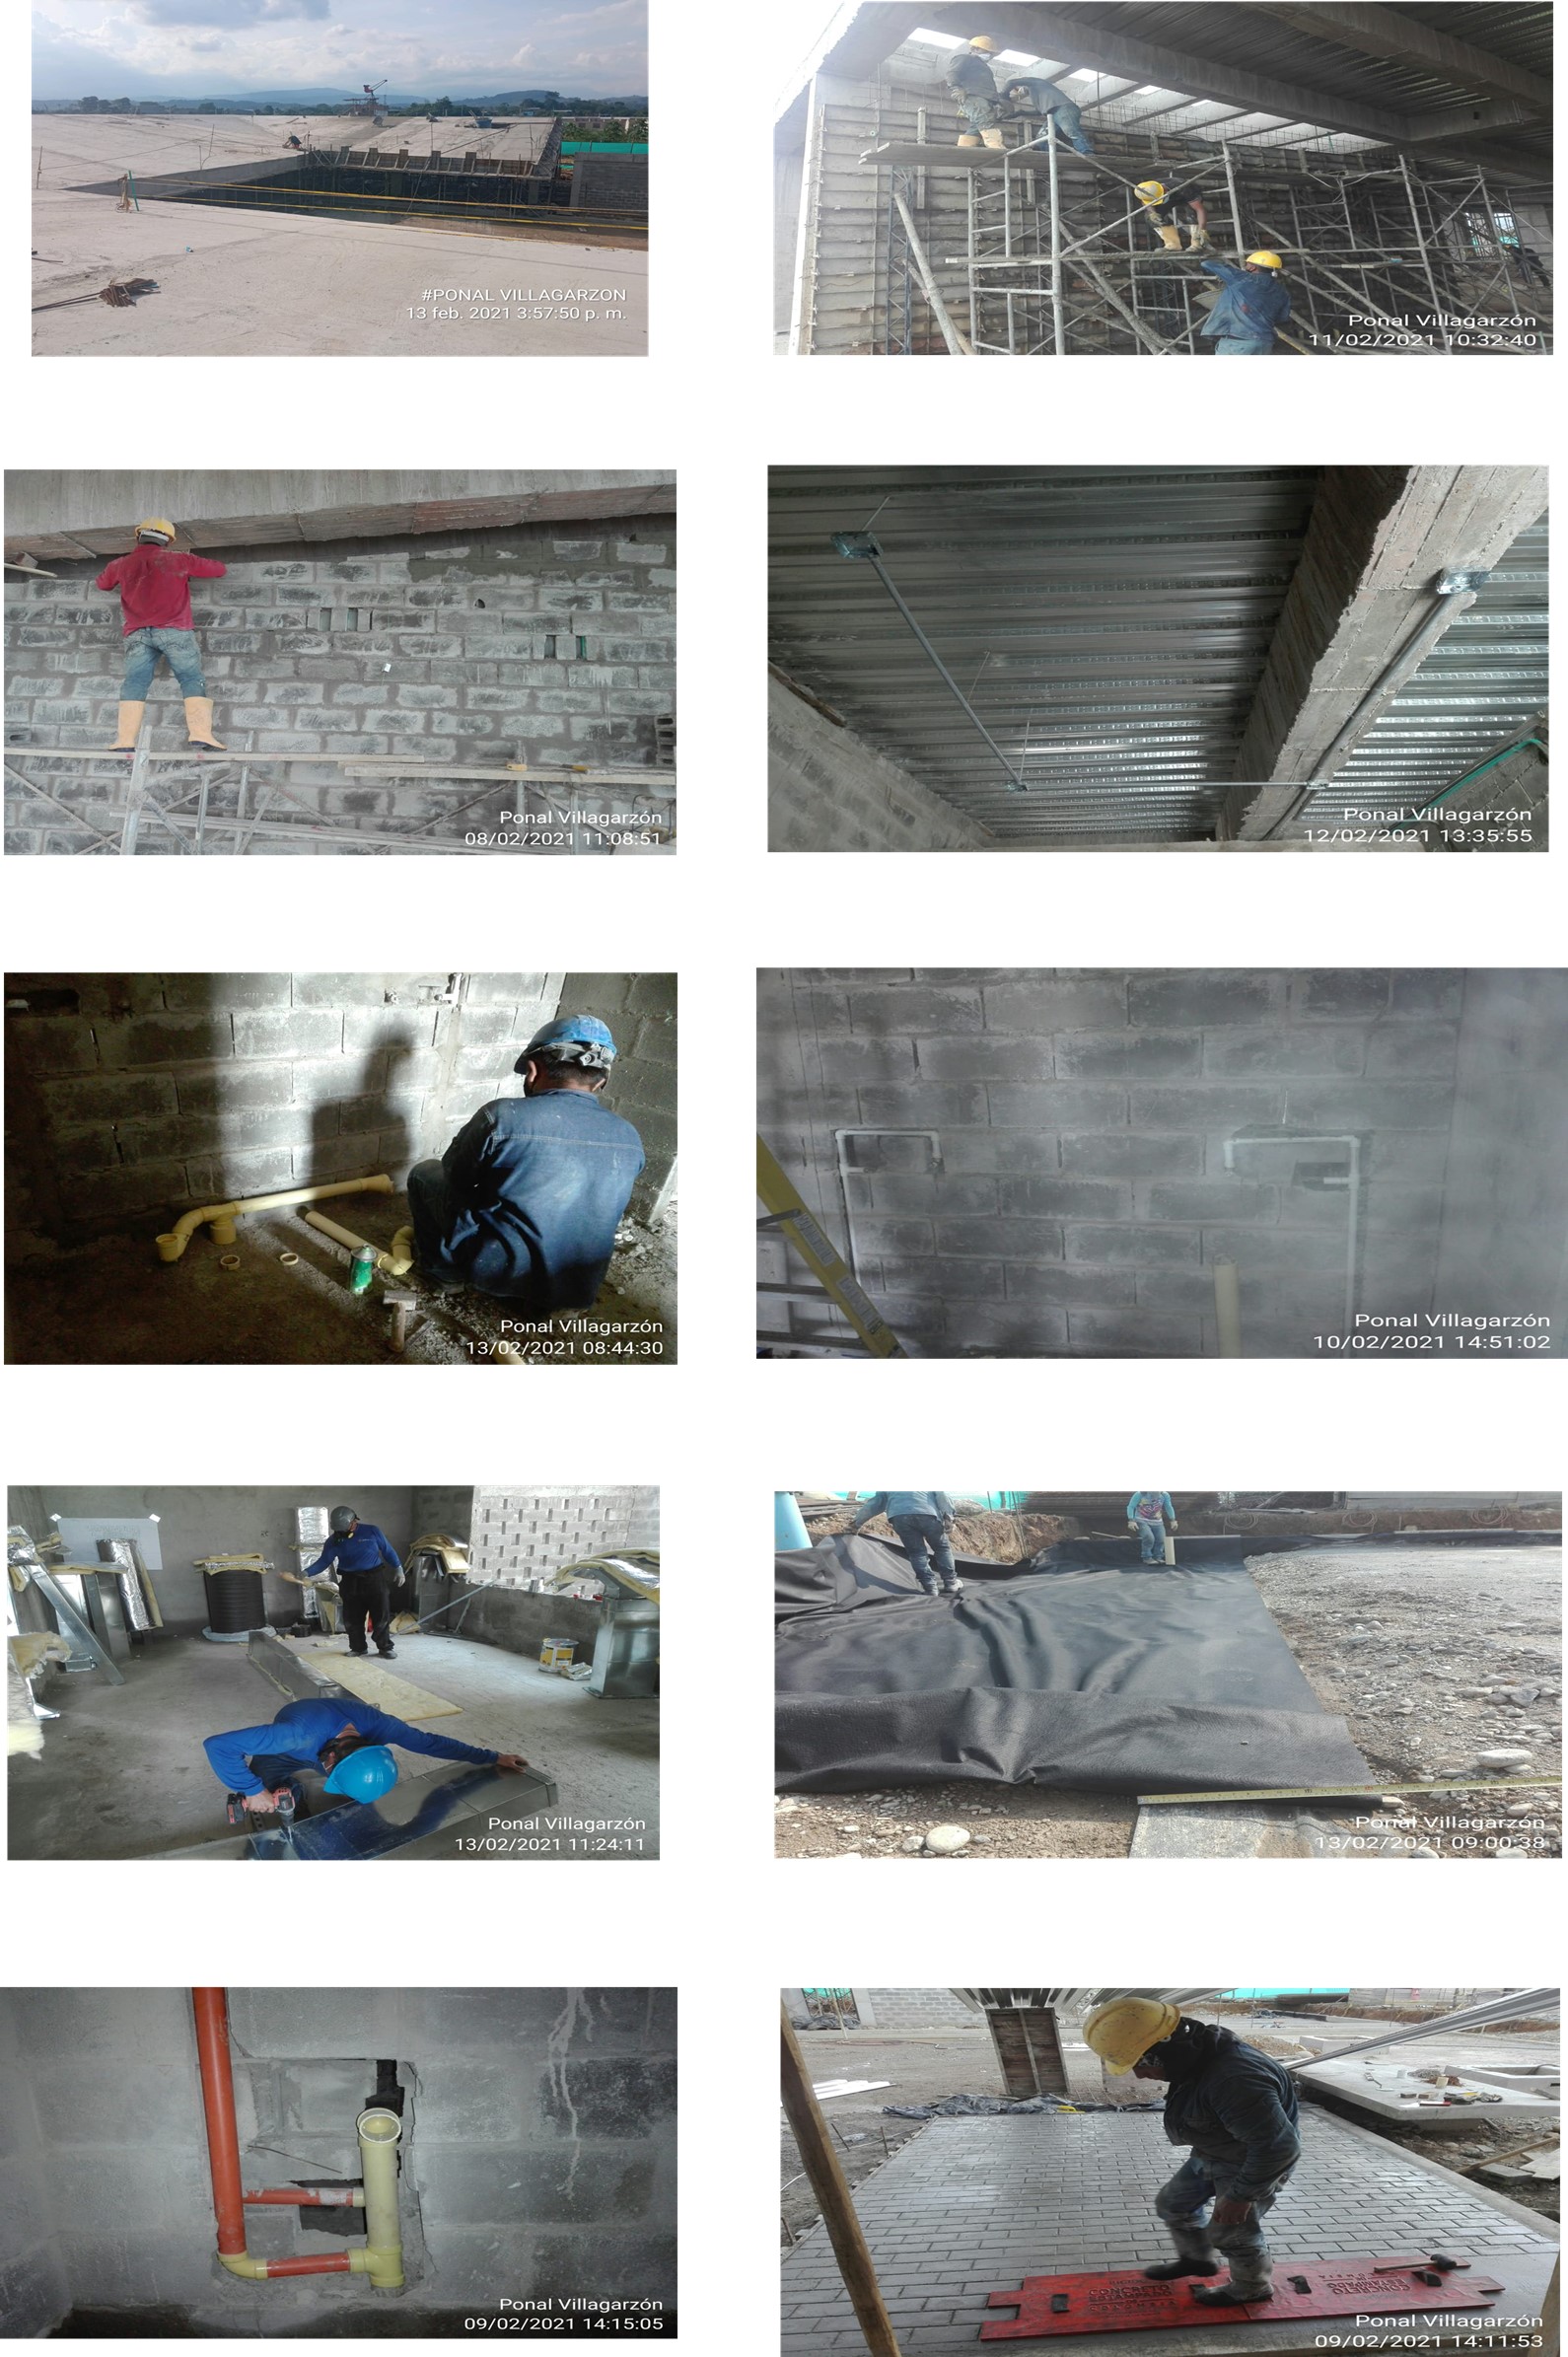 #PONAL VILLAGARZON
13 feb. 2021 3:57:50 p. m.
Ponal Villagarzón
11/02/2021 10:32:40
Ponal Villagarzón
08/02/2021 11:08:51
Ponal Villagarzón
12/02/2021 13:35:55
Ponal Villagarzón
13/02/2021 08:44:30
Ponal Villagarzón
10/02/2021 14:51:02
Ponal Villagarzón
13/02/2021 11:24:11
Ponal Villagarzón
13/02/2021 09:00:38
Ponal Villagarzón
09/02/2021 14:15:05
CONCRETO
ESTAMPADO
CONCRETO
ESTAMPADO
Ponal Villagarzón
09/02/2021 14:11:53